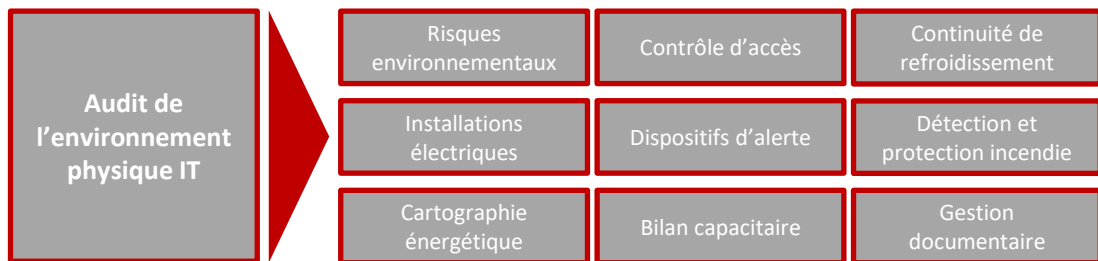 Audit de
l’environnement
physique IT
Risques
environnementaux
Contrôle d’accès
Continuité de
refroidissement
Installations
électriques
Dispositifs d’alerte
Détection et
protection incendie
Cartographie
énergétique
Bilan capacitaire
Gestion
documentaire